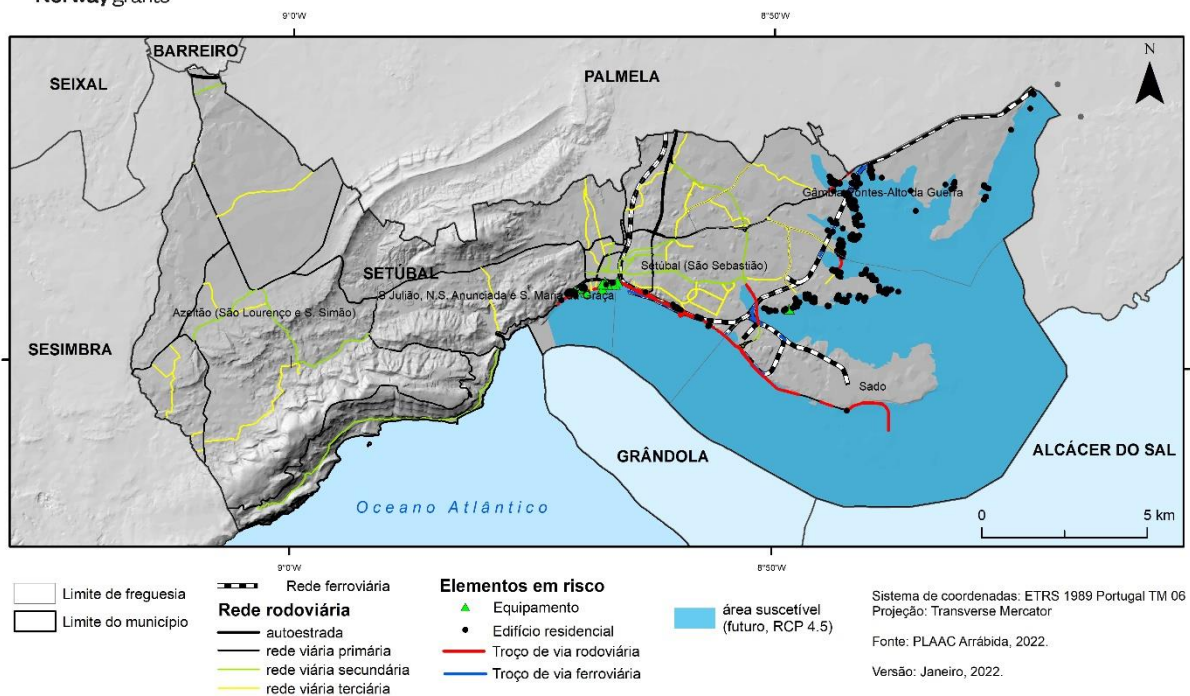 Norway grants
9°0'W
8°50'W
BARREIRO
SEIXAL
PALMELA
N
Gâmbia-Pontes-Alto da Guerra
SETÚBAL
Setúbal (São Sebastião)
S Julião, N.S. Anunciada e S. Maria da Graça
Azeitão (São Lourenço e S. Simão)
SESIMBRA
Sado
GRÂNDOLA
ALCÁCER DO SAL
Oceano Atlântico
0
5 km
9°0'W
8°50'W
Limite de freguesia
Limite do município
Rede ferroviária
Rede rodoviária
autoestrada
rede viária primária
rede viária secundária
rede viária terciária
Elementos em risco
Equipamento
Edifício residencial
Troço de via rodoviária
Troço de via ferroviária
área suscetível
(futuro, RCP 4.5)
Sistema de coordenadas: ETRS 1989 Portugal TM 06
Projeção: Transverse Mercator
Fonte: PLAAC Arrábida, 2022.
Versão: Janeiro, 2022.